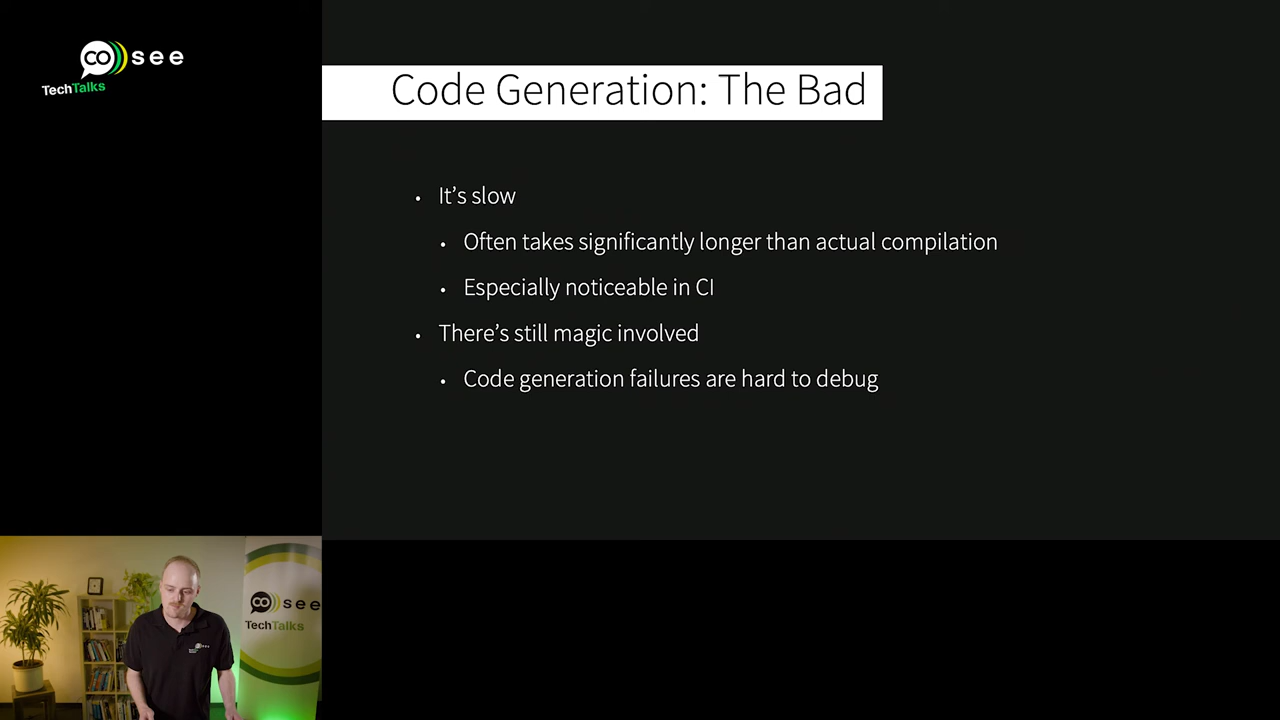 co see
TechTalks
Code Generation: The Bad
• It’s slow
• Often takes significantly longer than actual compilation
• Especially noticeable in CI
• There’s still magic involved
• Code generation failures are hard to debug
co see
TechTalks